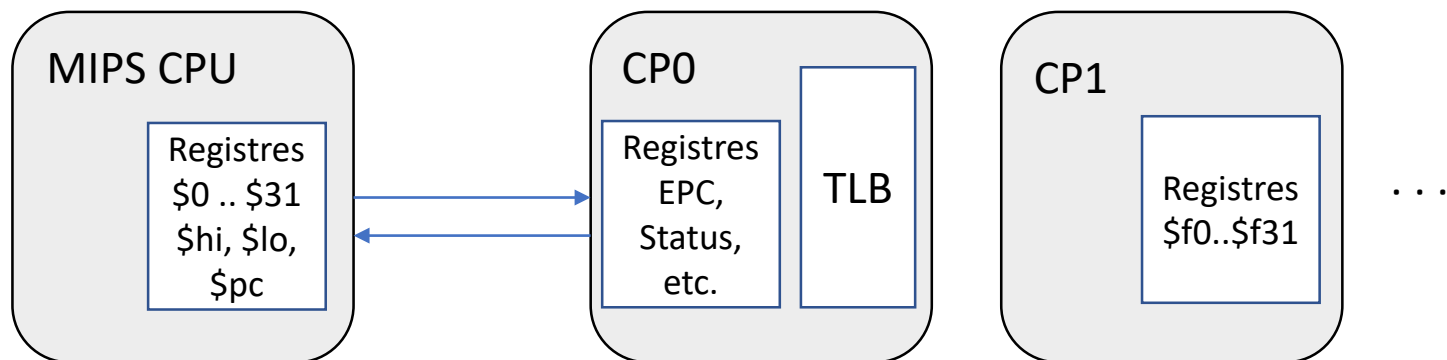 MIPS CPU
Registres
$0 .. $31
$hi, $lo,
$pc
CP0
Registres
EPC,
Status,
etc.
TLB
CP1
Registres
$f0..$f31
. . .